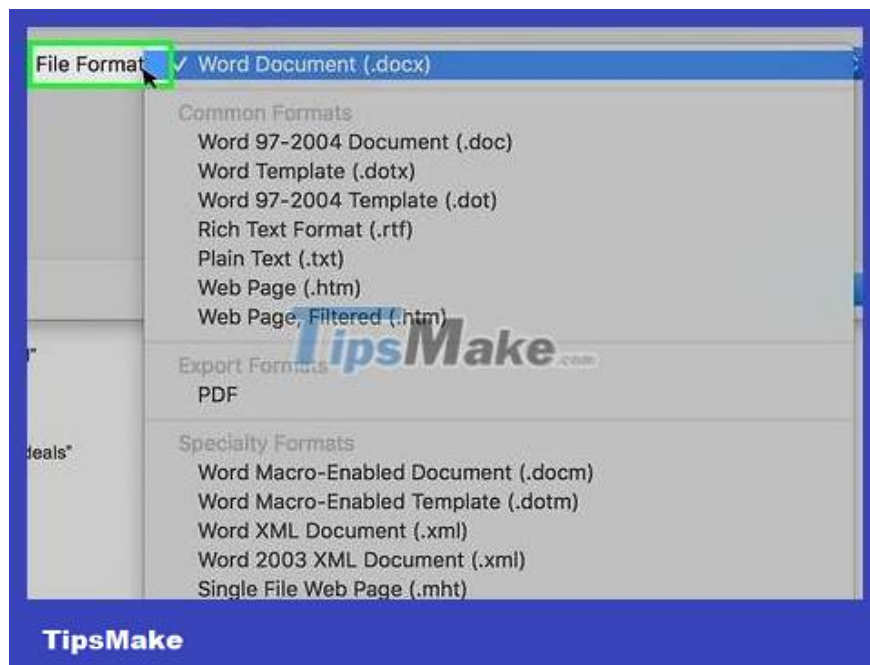 File Format
✓ Word Document (.docx)
Common Formats
Word 97-2004 Document (.doc)
Word Template (.dotx)
Word 97-2004 Template (.dot)
Rich Text Format (.rtf)
Plain Text (.txt)
Web Page (.htm)
Web Page, Filtered (.htm)
TipsMake.com
Export Formats
PDF
deals"
Specialty Formats
Word Macro-Enabled Document (.docm)
Word Macro-Enabled Template (.dotm)
Word XML Document (.xml)
Word 2003 XML Document (.xml)
Single File Web Page (.mht)
TipsMake